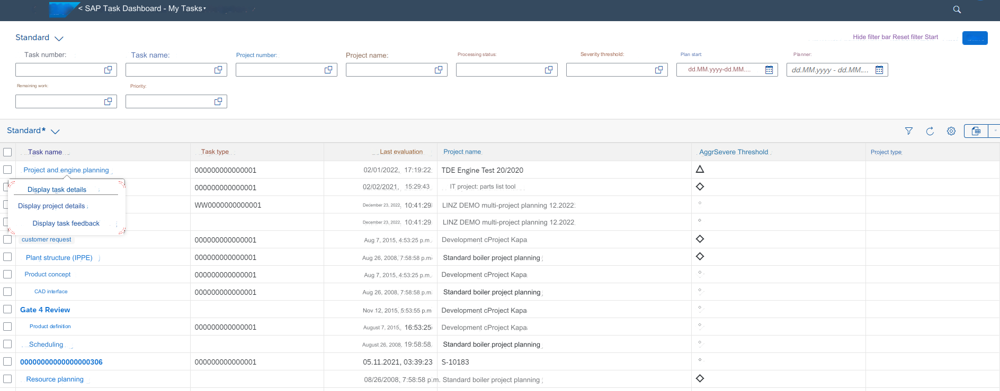 < SAP Task Dashboard - My Tasks
Standard
Hide filter bar Reset filter Start
Task number: Task name: Project number: Project name: Processing status: Severity threshold: Plan start: Planner:
dd.MM.yyyy-dd.MM.... dd.MM.yyyy - dd.MM....
Remaining work: Priority:
Standard*
Task name Task type Last evaluation Project name AggrSevere Threshold Project type
Project and engine planning 000000000000001 02/01/2022, 17:19:22 TDE Engine Test 20/2020
Display task details 000000000000001 02/02/2021, 15:29:43 IT project: parts list tool
Display project details WW0000000000001 December 23, 2022, 10:41:29 LINZ DEMO multi-project planning 12.2022.
Display task feedback December 23, 2022, 10:41:29 LINZ DEMO multi-project planning 12.2022
customer request 000000000000001 Aug 7, 2015, 4:53:25 p.m. Development cProject Kapa
Plant structure (IPPE) 000000000000001 Aug 26, 2008, 7:58:58 p.m Standard boiler project planning
Product concept 000000000000001 Aug 7, 2015, 4:53:25 p.m. Development cProject Kapa
CAD interface 000000000000001 Aug 26, 2008, 7:58:58 p.m Standard boiler project planning
Gate 4 Review Nov 12, 2015, 5:53:55 p.m Development cProject Kapa
Product definition 000000000000001 August 7, 2015, 16:53:25 Development cProject Kapa
Scheduling August 26, 2008, 19:58:58 Standard boiler project planning
00000000000000000306 000000000000001 05.11.2021, 03:39:23 S-10183
Resource planning 08/26/2008, 7:58:58 p.m. Standard boiler project planning